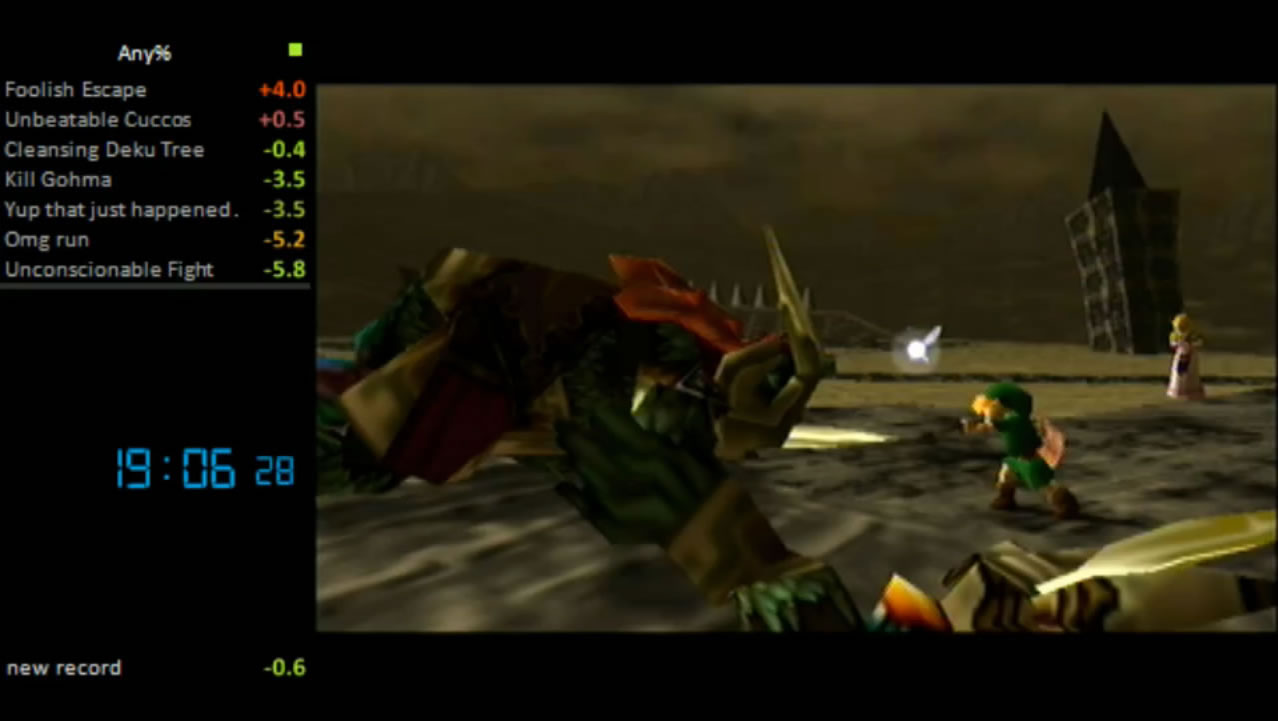 Any%
Foolish Escape +4.0
Unbeatable Cuccos +0.5
Cleansing Deku Tree -0.4
Kill Gohma -3.5
Yup that just happened. -3.5
Omg run -5.2
Unconscionable Fight -5.8
19:06 28
new record -0.6